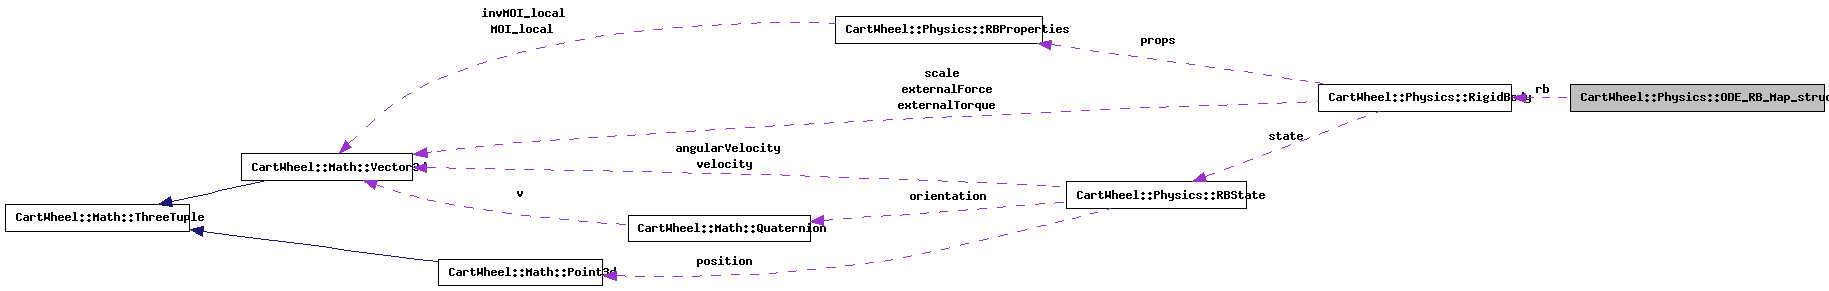 invMOI_local
MOI_local
CartWheel::Physics::RBProperties
props
scale
externalForce
externalTorque
CartWheel::Physics::RigidBody
rb
CartWheel::Physics::ODE_RB_Map_struc
state
angularVelocity
velocity
CartWheel::Math::Vector3d
CartWheel::Physics::RBState
orientation
v
CartWheel::Math::ThreeTuple
CartWheel::Math::Quaternion
position
CartWheel::Math::Point3d